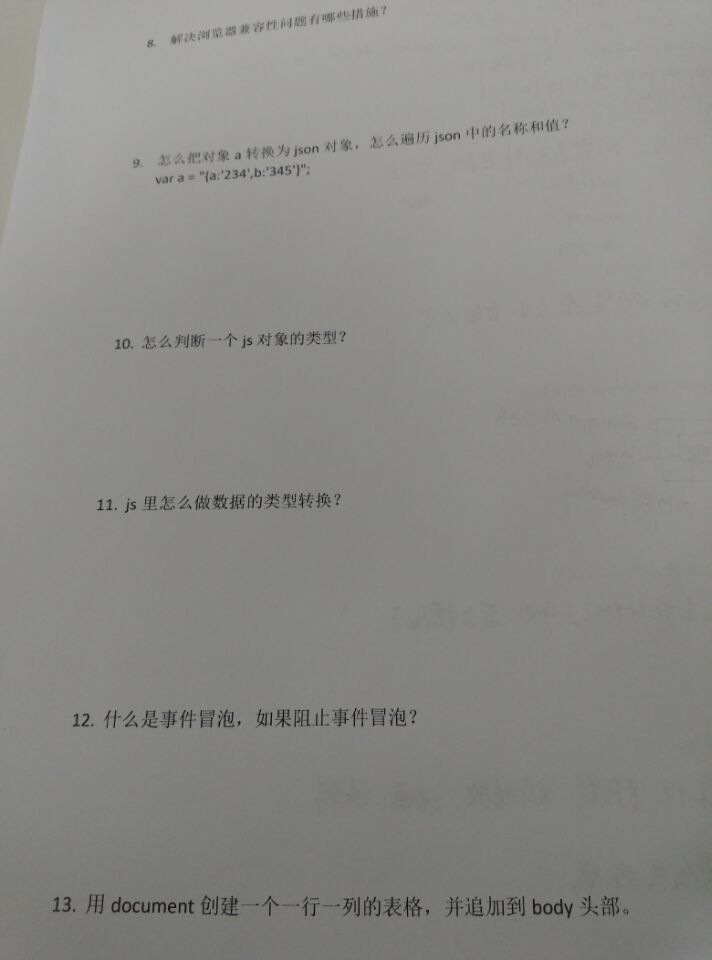 8. 解决浏览器兼容性问题有哪些措施？
9. 怎么把对象 a 转换为 json 对象，怎么遍历 json 中的名称和值？
var a = "{a:'234',b:'345'}";
10. 怎么判断一个 js 对象的类型？
11. js 里怎么做数据的类型转换？
12. 什么是事件冒泡，如果阻止事件冒泡？
13. 用 document 创建一个一行一列的表格，并追加到 body 头部。